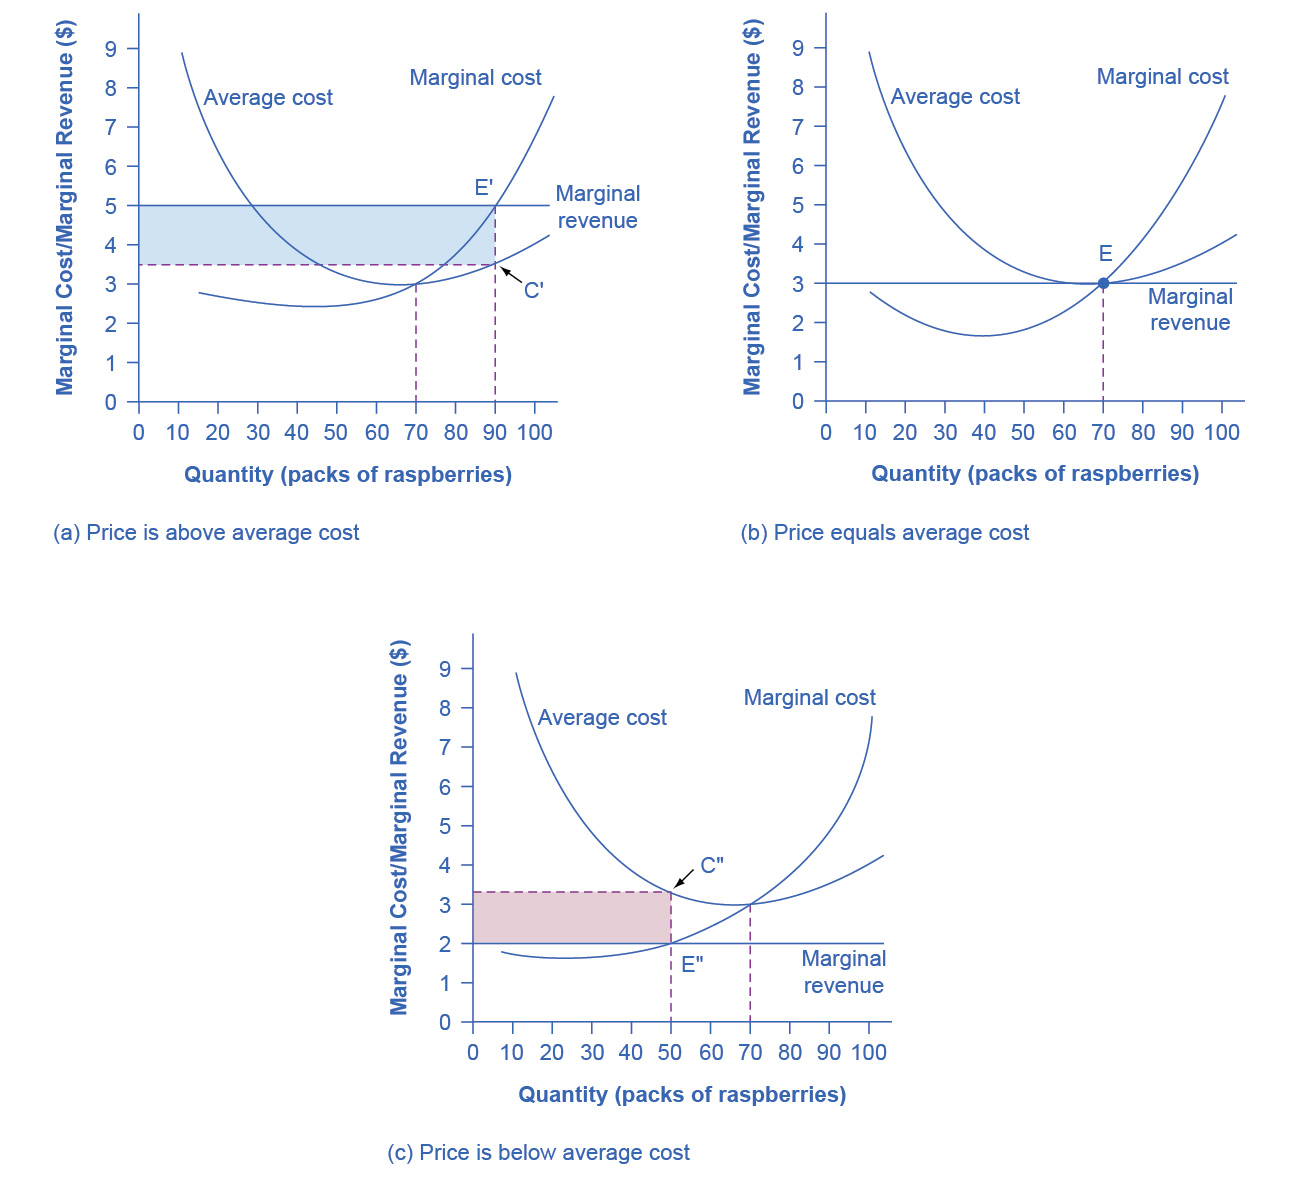 Marginal Cost/Marginal Revenue ($)
9
8
7
6
5
4
3
2
1
0
Average cost
Marginal cost
E'
Marginal
revenue
C'
0 10 20 30 40 50 60 70 80 90 100
Quantity (packs of raspberries)
(a) Price is above average cost
Marginal Cost/Marginal Revenue ($)
9
8
7
6
5
4
3
2
1
0
Average cost
Marginal cost
E
Marginal
revenue
0 10 20 30 40 50 60 70 80 90 100
Quantity (packs of raspberries)
(b) Price equals average cost
Marginal Cost/Marginal Revenue ($)
9
8
7
6
5
4
3
2
1
0
Marginal cost
Average cost
C"
E"
Marginal
revenue
0 10 20 30 40 50 60 70 80 90 100
Quantity (packs of raspberries)
(c) Price is below average cost